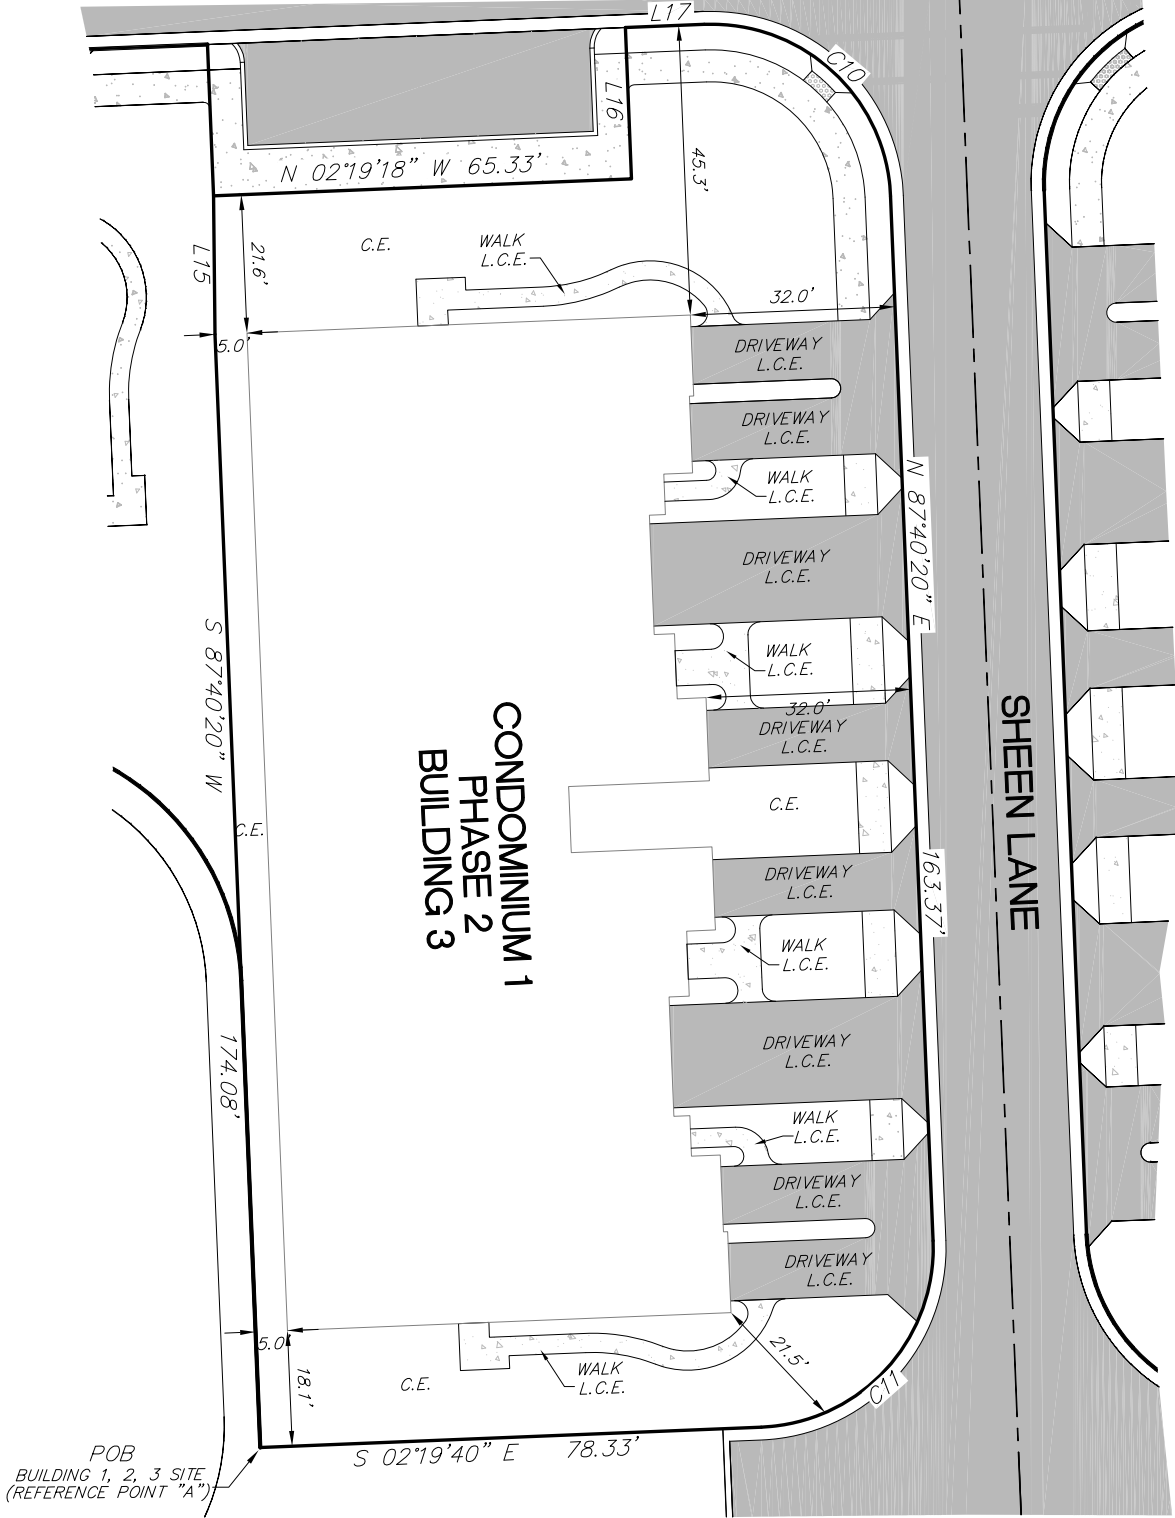 L17
C10
L16
45.3'
N 02°19'18" W 65.33'
L15
21.6'
C.E.
WALK
L.C.E.
32.0'
5.0'
DRIVEWAY
L.C.E.
DRIVEWAY
L.C.E.
WALK
L.C.E.
N 87°40'20" E
DRIVEWAY
L.C.E.
WALK
L.C.E.
S 87°40'20" W
32.0'
DRIVEWAY
L.C.E.
SHEEN LANE
CONDOMINIUM 1
PHASE 2
BUILDING 3
C.E.
C.E.
163.37'
DRIVEWAY
L.C.E.
WALK
L.C.E.
174.08'
DRIVEWAY
L.C.E.
WALK
L.C.E.
DRIVEWAY
L.C.E.
DRIVEWAY
L.C.E.
5.0'
18.1'
21.5'
C11
WALK
L.C.E.
C.E.
S 02°19'40" E 78.33'
POB
BUILDING 1, 2, 3 SITE
(REFERENCE POINT "A")